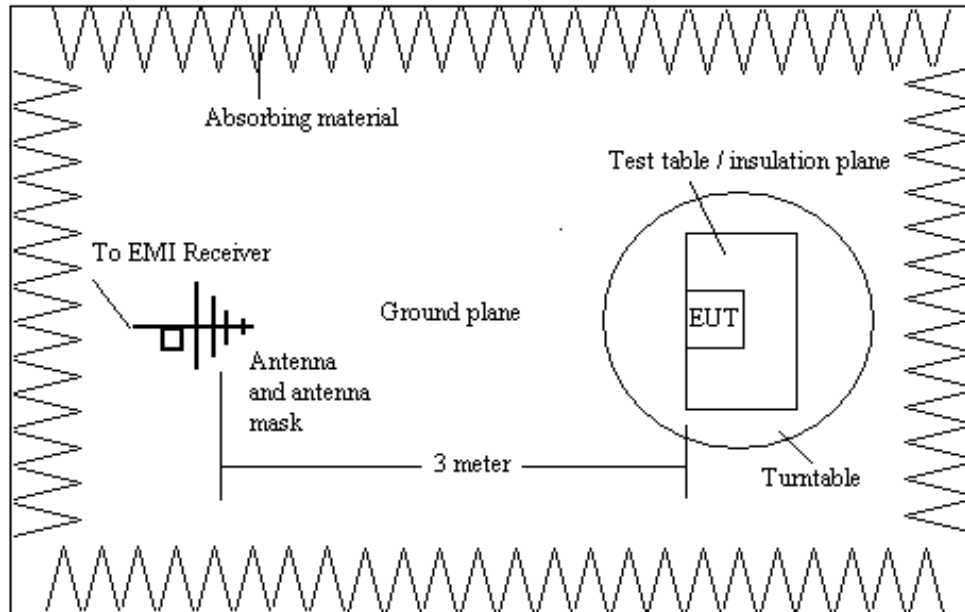 Absorbing material
Test table / insulation plane
To EMI Receiver
Ground plane
EUT
Antenna
and antenna
mask
3 meter
Turntable